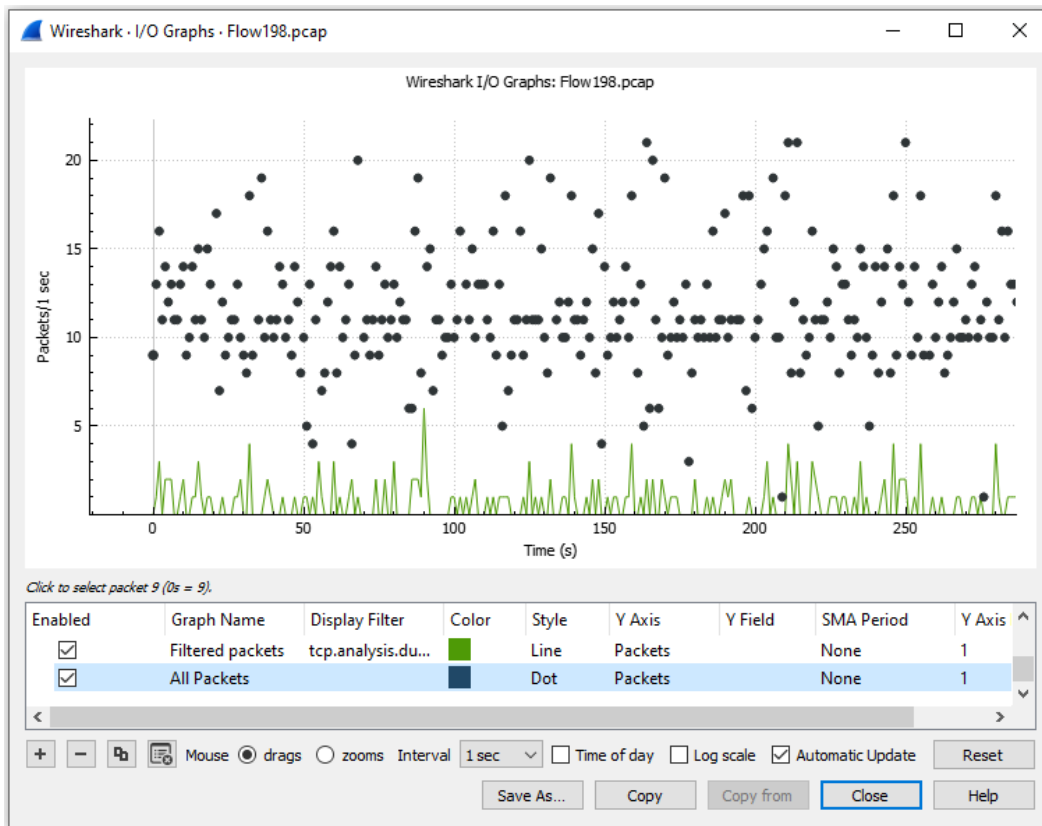 Wireshark · I/O Graphs · Flow198.pcap
Wireshark I/O Graphs: Flow198.pcap
20
15
10
5
Packets/1 sec
0 50 100 150 200 250
Time (s)
Click to select packet 9 (0s = 9).
Enabled Graph Name Display Filter Color Style Y Axis Y Field SMA Period Y Axis
Filtered packets tcp.analysis.du... Line Packets None 1
All Packets Dot Packets None 1
Mouse drags zooms Interval 1 sec Time of day Log scale Automatic Update Reset
Save As... Copy Copy from Close Help